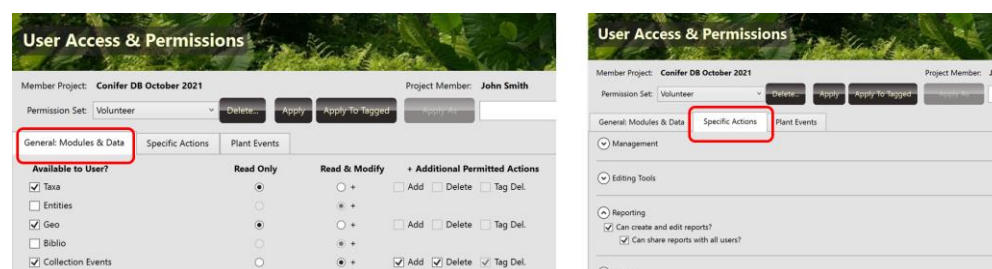 User Access & Permissions
Member Project: Conifer DB October 2021 Project Member: John Smith
Permission Set: Volunteer Delete... Apply Apply To Tagged Apply As
General: Modules & Data Specific Actions Plant Events
Available to User? Read Only Read & Modify + Additional Permitted Actions
Taxa + Add Delete Tag Del.
Entities +
Geo + Add Delete Tag Del.
Biblio +
Collection Events + Add Delete Tag Del.
User Access & Permissions
Member Project: Conifer DB October 2021 Project Member: J
Permission Set: Volunteer Delete... Apply Apply To Tagged Apply As
General: Modules & Data Specific Actions Plant Events
Management
Editing Tools
Reporting
Can create and edit reports?
Can share reports with all users?